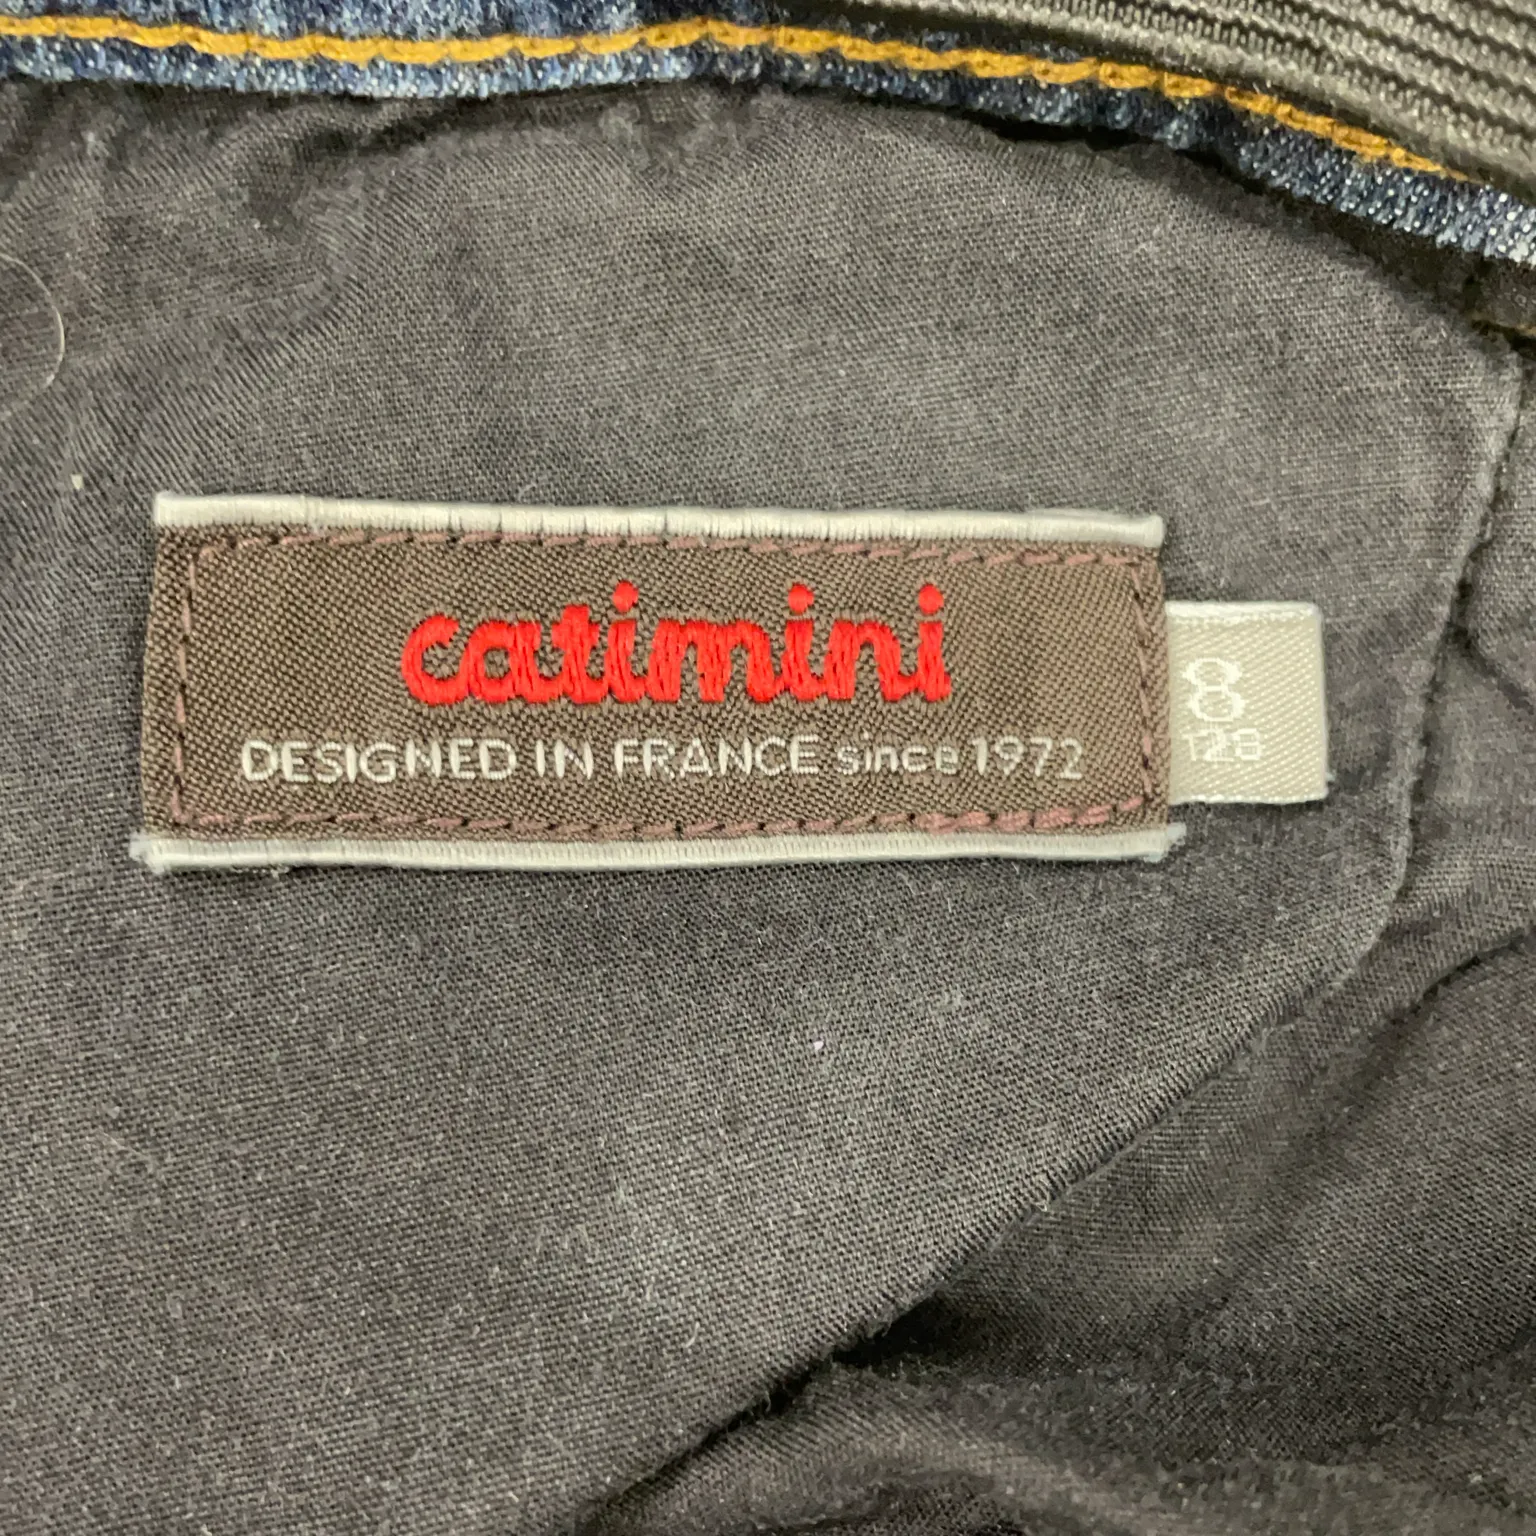 catimini
DESIGNED IN FRANCE since 1972
8
128